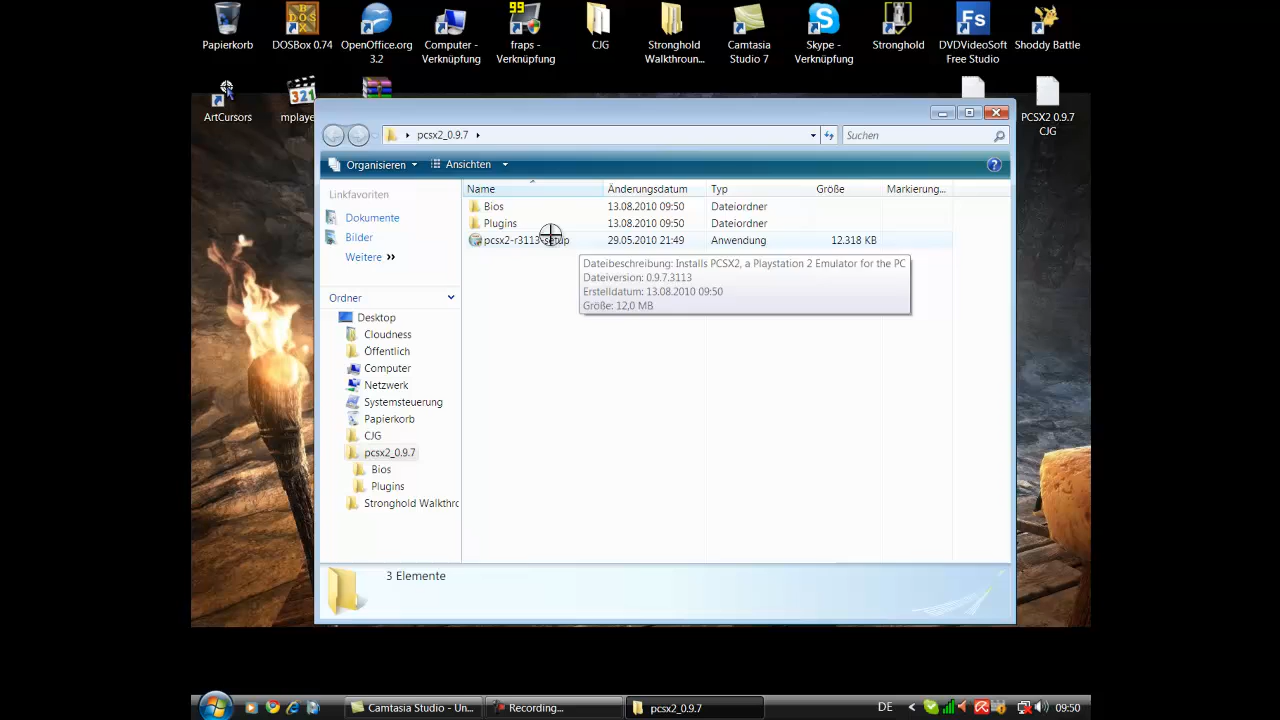 Papierkorb
DOSBox 0.74
OpenOffice.org
3.2
Computer -
Verknüpfung
99
fraps -
Verknüpfung
CJG
Stronghold
Walkthroun...
Camtasia
Studio 7
Skype -
Verknüpfung
Stronghold
Fs
DVDVideoSoft
Free Studio
Shoddy Battle
ArtCursors
321
mplaye
PCSX2 0.9.7
CJG
pcsx2_0.9.7
Suchen
Organisieren
Ansichten
Linkfavoriten
Dokumente
Bilder
Weitere
Ordner
Desktop
Cloudness
Öffentlich
Computer
Netzwerk
Systemsteuerung
Papierkorb
CJG
pcsx2_0.9.7
Bios
Plugins
Stronghold Walkthro
Name Änderungsdatum Typ Größe Markierung...
Bios 13.08.2010 09:50 Dateiordner
Plugins 13.08.2010 09:50 Dateiordner
pcsx2-r3113-setup 29.05.2010 21:49 Anwendung 12.318 KB
Dateibeschreibung: Installs PCSX2, a Playstation 2 Emulator for the PC
Dateiversion: 0.9.7.3113
Erstelldatum: 13.08.2010 09:50
Größe: 12,0 MB
3 Elemente
Camtasia Studio - Un...
Recording...
pcsx2_0.9.7
DE
09:50